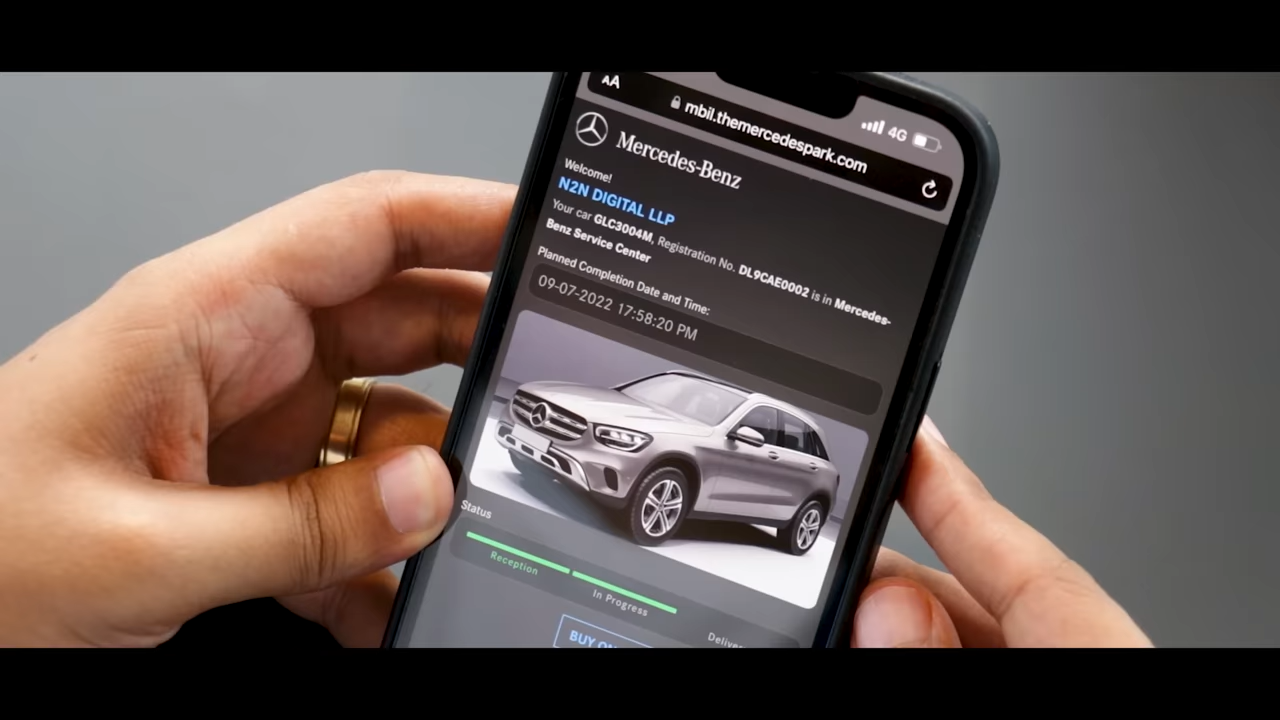 AA
mbil.themercedespark.com
4G
Mercedes-Benz
Welcome!
N2N DIGITAL LLP
Your car GLC3004M, Registration No. DL9CAE0002 is in Mercedes-
Benz Service Center
Planned Completion Date and Time:
09-07-2022 17:58:20 PM
Status
Reception
In Progress
BUY